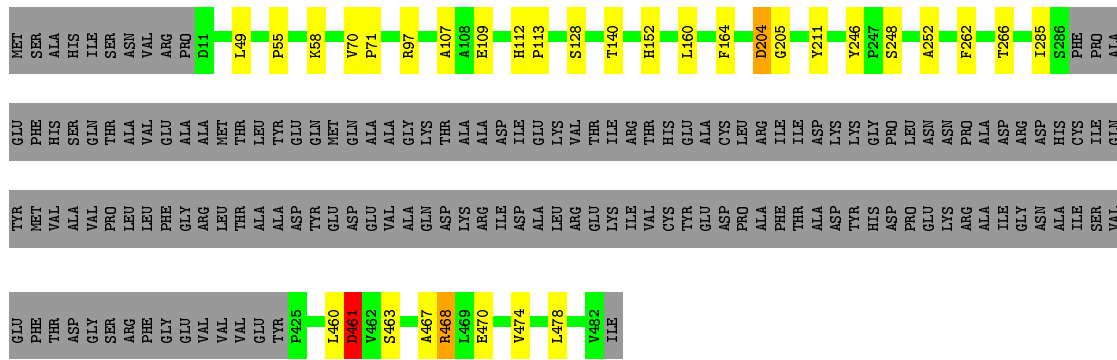 MET SER ALA HIS ILE SER ASN VAL ARG PRO D11 L49 P55 K58 V70 P71 R97 A107 A108 E109 H112 P113 S128 T140 H152 L160 F164 D204 G205 Y211 Y246 P247 S248 A252 F262 T266 I285 S286 PHE PRO ALA
GLU PHE HIS SER GLN THR THR ALA VAL GLU ALA ALA MET THR LEU TYR GLU GLN MET GLN ALA ALA GLY LYS THR ALA ALA ASP ILE GLU LYS VAL THR ILE ARG THR HIS GLU ALA CYS LEU ARG ILE ILE ASP LYS LYS GLY PRO LEU ASN ASN PRO ALA ASP ARG ASP HIS CYS ILE GLN
TYR MET VAL ALA VAL PRO LEU LEU PHE GLY ARG LEU THR ALA ALA ASP TYR GLU ASP GLU VAL ALA GLN ASP LYS ARG ILE ASP ALA LEU ARG GLU LYS ILE VAL CYS TYR GLU ASP PRO ALA PHE THR ALA ASP TYR HIS ASP PRO GLU LYS ARG ALA ILE GLY ASN ALA ILE SER VAL
GLU PHE THR ASP GLY SER ARG PHE GLY GLU VAL VAL VAL GLU TYR P425 L460 D461 V462 S463 A467 R468 L469 E470 V474 L478 V482 ILE